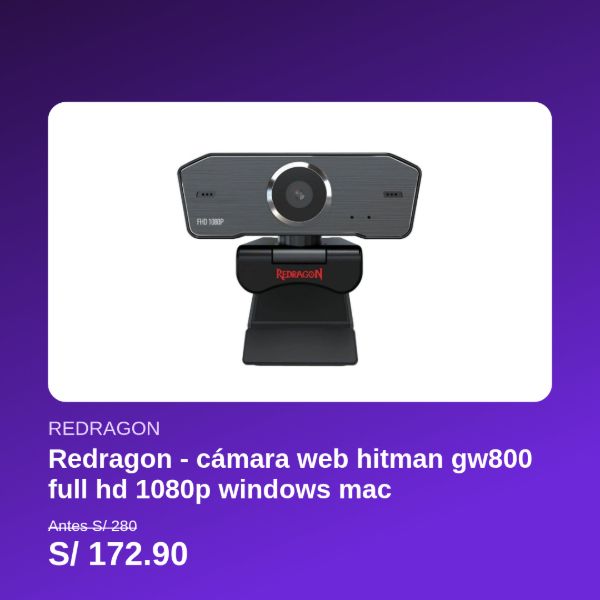 FHD 1080P
REDRAGON
REDRAGON
Redragon - cámara web hitman gw800
full hd 1080p windows mac
Antes S/ 280
S/ 172.90